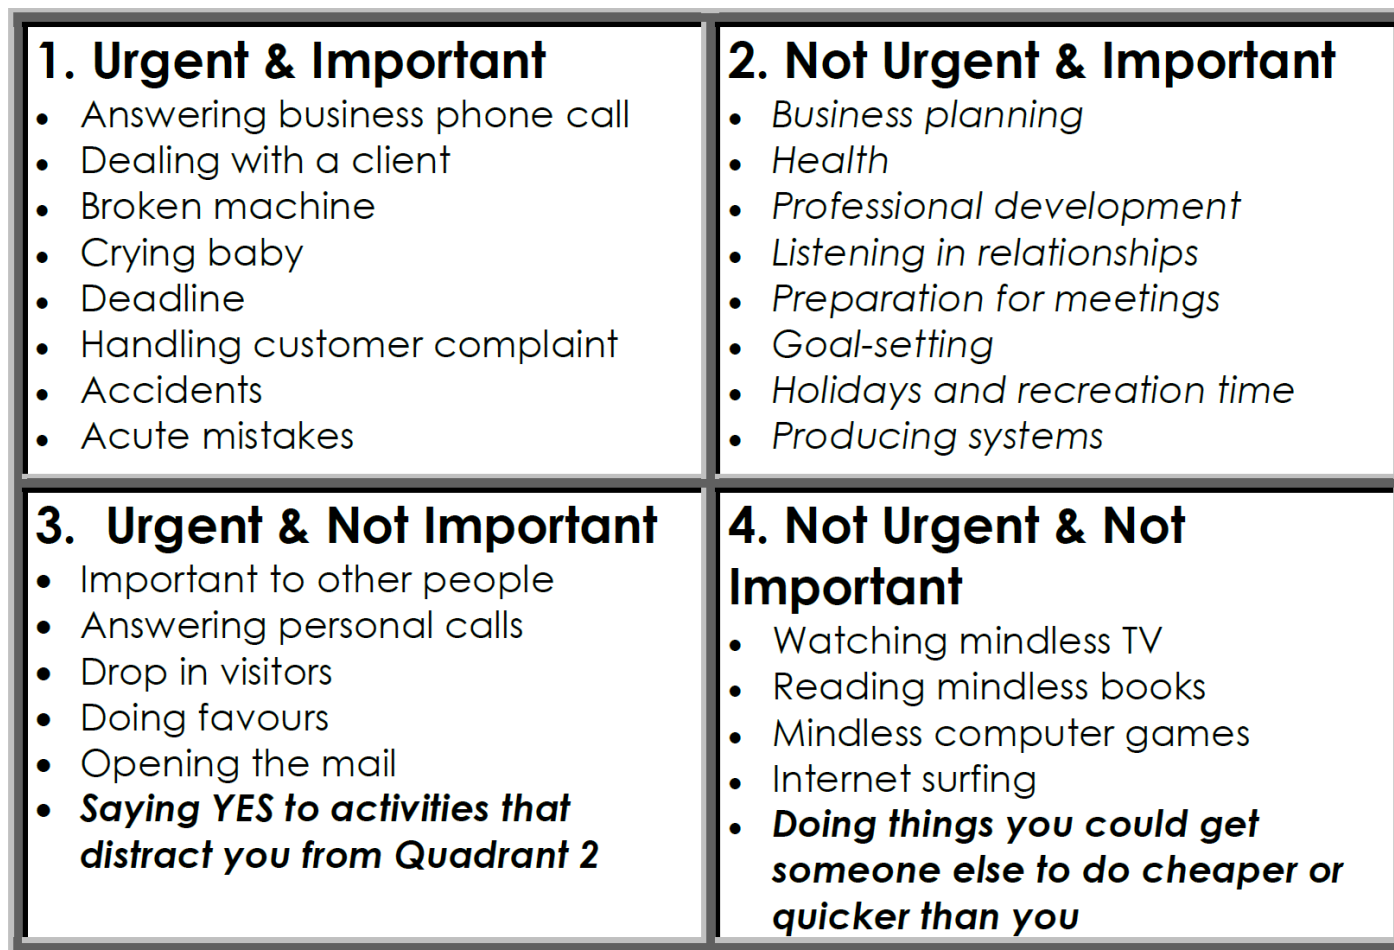 1. Urgent & Important
• Answering business phone call
• Dealing with a client
• Broken machine
• Crying baby
• Deadline
• Handling customer complaint
• Accidents
• Acute mistakes
2. Not Urgent & Important
• Business planning
• Health
• Professional development
• Listening in relationships
• Preparation for meetings
• Goal-setting
• Holidays and recreation time
• Producing systems
3. Urgent & Not Important
• Important to other people
• Answering personal calls
• Drop in visitors
• Doing favours
• Opening the mail
• Saying YES to activities that
distract you from Quadrant 2
4. Not Urgent & Not
Important
• Watching mindless TV
• Reading mindless books
• Mindless computer games
• Internet surfing
• Doing things you could get
someone else to do cheaper or
quicker than you